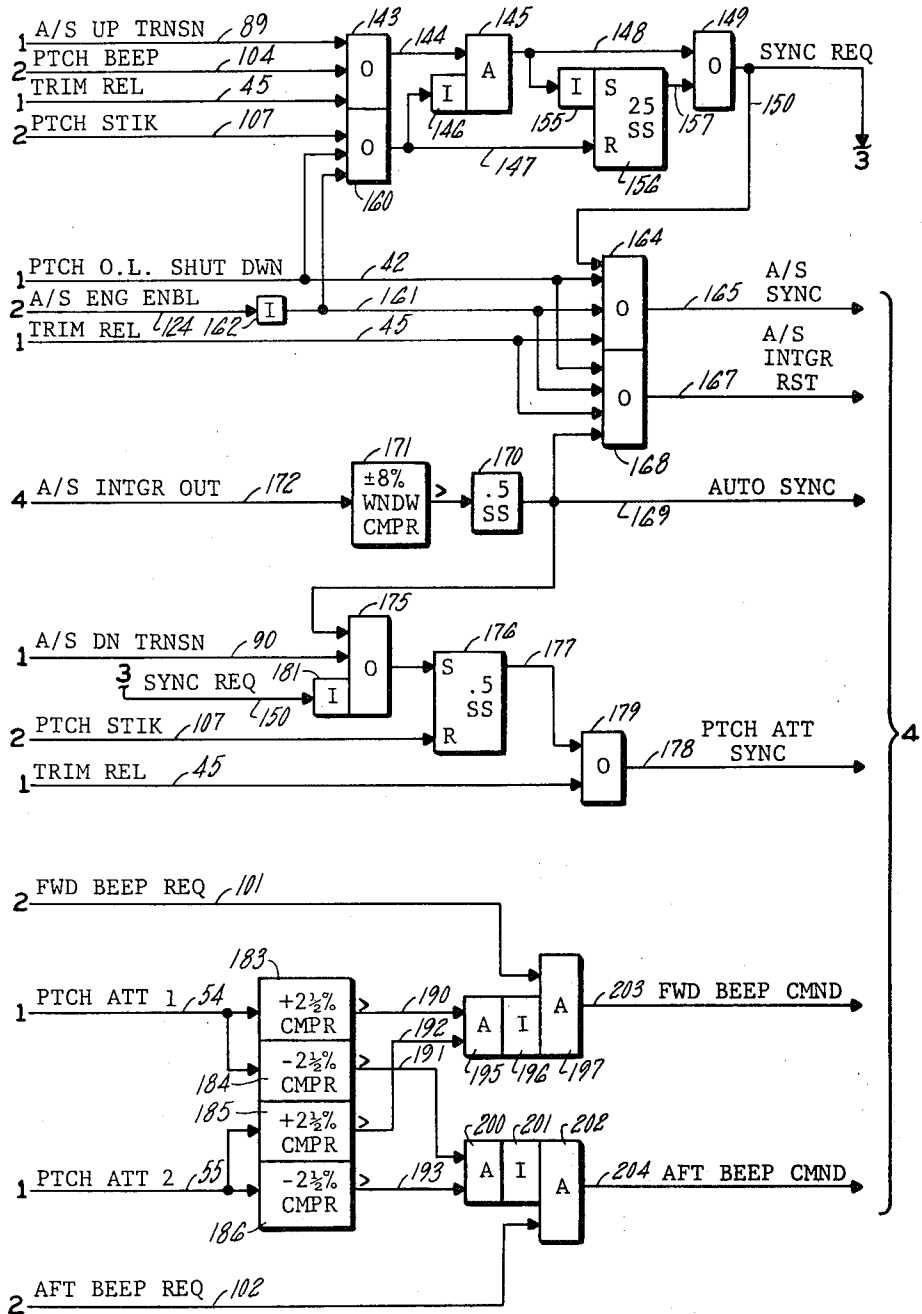 1 A/S UP TRNSN 89
2 PTCH BEEP 104
1 TRIM REL 45
2 PTCH STIK 107
143
O
O
160
144
145
A
I
146
147
148
I
155
S
25
SS
R
156
157
149
O
SYNC REQ
150
3
1 PTCH O.L. SHUT DWN 42
2 A/S ENG ENBL 124
162
I
161
1 TRIM REL 45
164
O
O
168
165
A/S
SYNC
167
A/S
INTGR
RST
4 A/S INTGR OUT 172
171
±8%
WNDW
CMPR
>
170
.5
SS
169
AUTO SYNC
1 A/S DN TRNSN 90
3 SYNC REQ 150
181
I
175
O
2 PTCH STIK 107
176
S
.5
SS
R
177
1 TRIM REL 45
179
O
178
PTCH ATT
SYNC
4
2 FWD BEEP REQ 101
1 PTCH ATT 1 54
183
+2½%
CMPR
>
190
184
-2½%
CMPR
>
191
185
+2½%
CMPR
>
192
1 PTCH ATT 2 55
186
-2½%
CMPR
>
193
A
195
I
196
A
197
203 FWD BEEP CMND
200
A
201
I
202
A
204 AFT BEEP CMND
2 AFT BEEP REQ 102